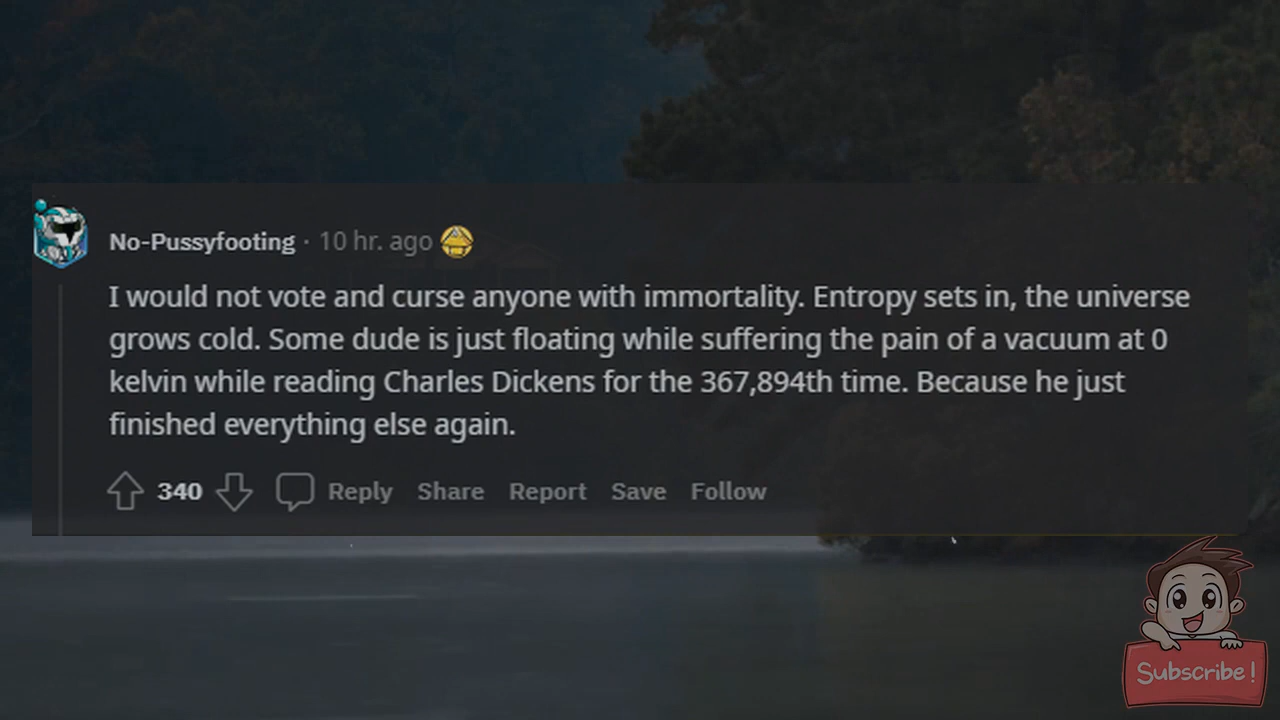 No-Pussyfooting · 10 hr. ago
I would not vote and curse anyone with immortality. Entropy sets in, the universe
grows cold. Some dude is just floating while suffering the pain of a vacuum at 0
kelvin while reading Charles Dickens for the 367,894th time. Because he just
finished everything else again.
340 Reply Share Report Save Follow
Subscribe!